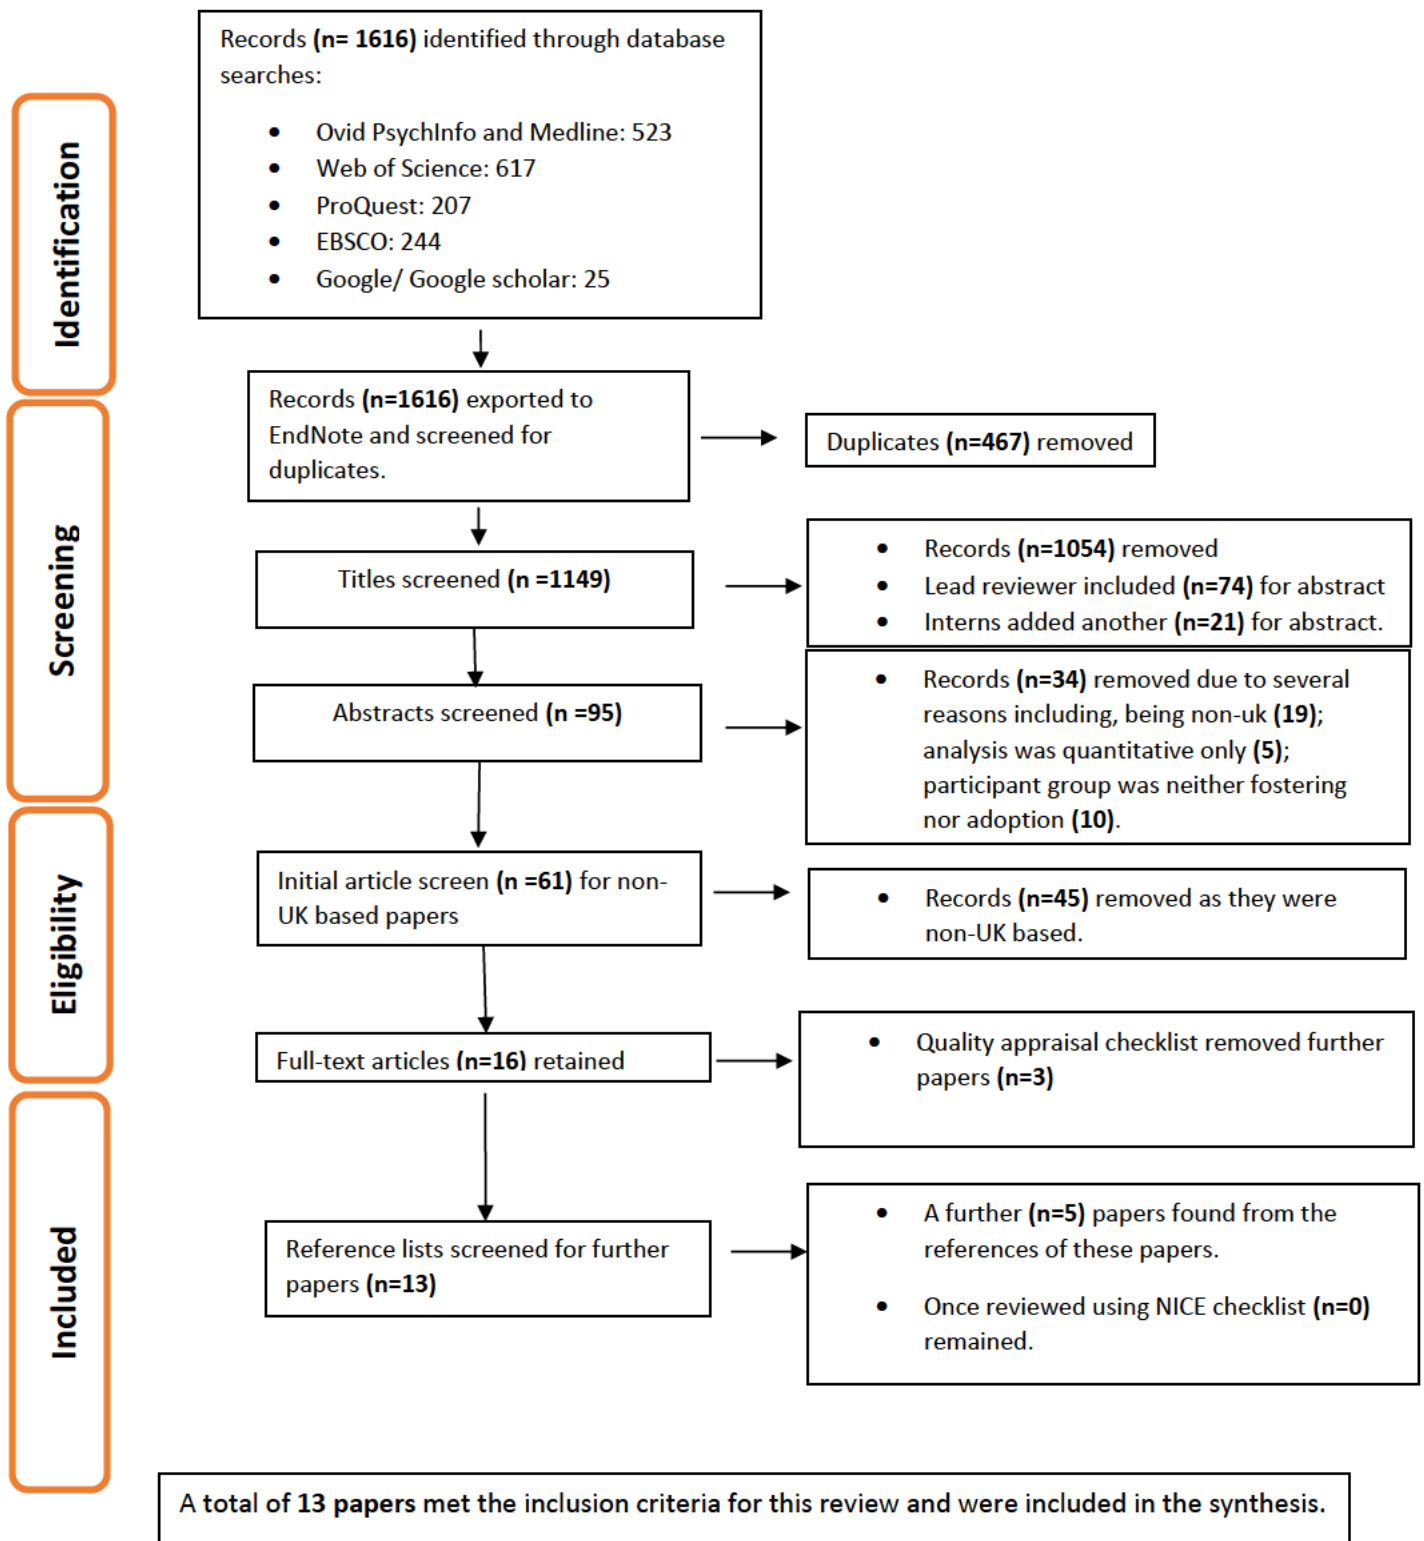 Records (n= 1616) identified through database
searches:
• Ovid PsychInfo and Medline: 523
• Web of Science: 617
• ProQuest: 207
• EBSCO: 244
• Google/ Google scholar: 25
Identification
Records (n=1616) exported to
EndNote and screened for
duplicates.
Duplicates (n=467) removed
Screening
Titles screened (n =1149)
• Records (n=1054) removed
• Lead reviewer included (n=74) for abstract
• Interns added another (n=21) for abstract.
Abstracts screened (n =95)
• Records (n=34) removed due to several
reasons including, being non-uk (19);
analysis was quantitative only (5);
participant group was neither fostering
nor adoption (10).
Eligibility
Initial article screen (n =61) for non-
UK based papers
• Records (n=45) removed as they were
non-UK based.
Full-text articles (n=16) retained
• Quality appraisal checklist removed further
papers (n=3)
Included
Reference lists screened for further
papers (n=13)
• A further (n=5) papers found from the
references of these papers.
• Once reviewed using NICE checklist (n=0)
remained.
A total of 13 papers met the inclusion criteria for this review and were included in the synthesis.